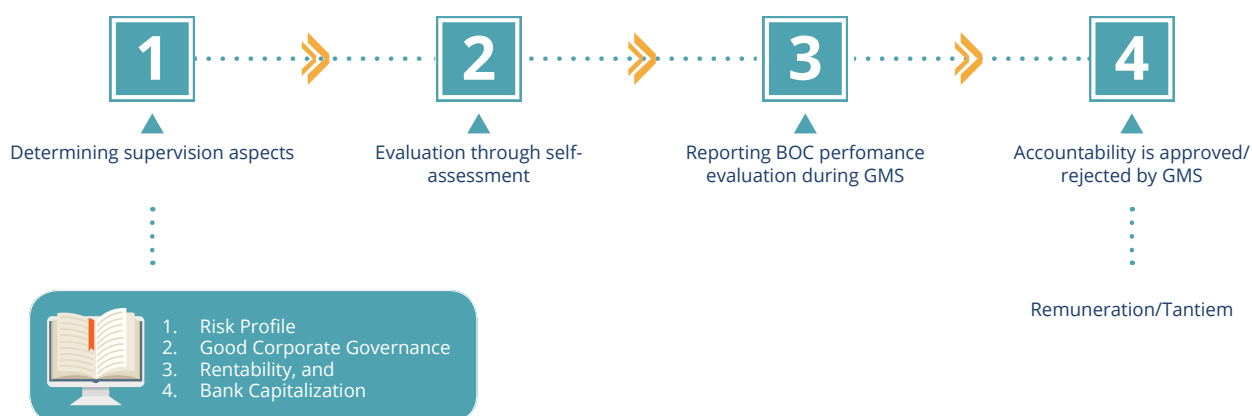 1
2
3
4
Determining supervision aspects
Evaluation through self-
assessment
Reporting BOC perfomance
evaluation during GMS
Accountability is approved/
rejected by GMS
1. Risk Profile
2. Good Corporate Governance
3. Rentability, and
4. Bank Capitalization
Remuneration/Tantiem